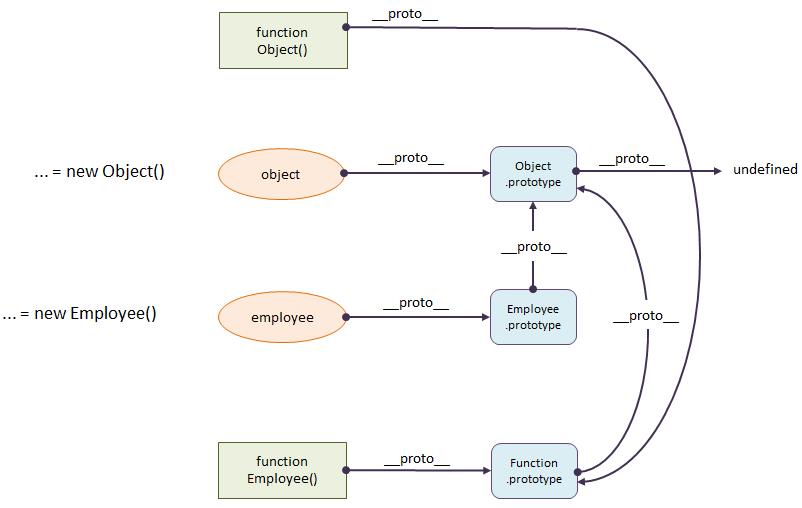 __proto__
function
Object()
... = new Object()
object
__proto__
Object
.prototype
__proto__
undefined
__proto__
... = new Employee()
employee
__proto__
Employee
.prototype
__proto__
function
Employee()
__proto__
Function
.prototype